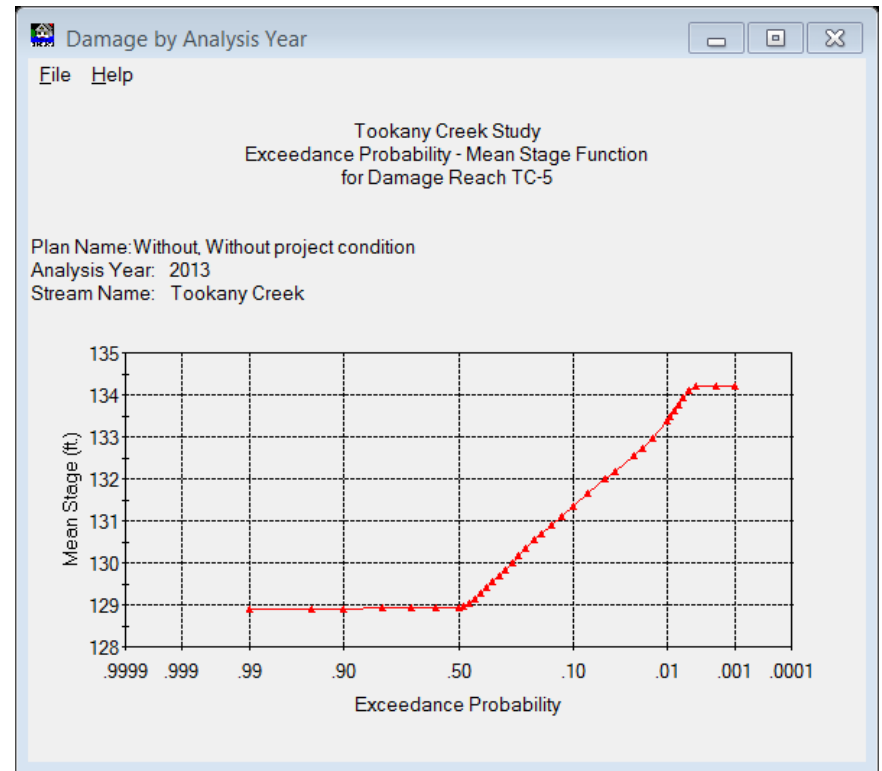 Damage by Analysis Year
File Help
Tookany Creek Study
Exceedance Probability - Mean Stage Function
for Damage Reach TC-5
Plan Name:Without, Without project condition
Analysis Year: 2013
Stream Name: Tookany Creek
135
134
133
132
131
130
129
128
Mean Stage (ft.)
.9999 .999 .99 .90 .50 .10 .01 .001 .0001
Exceedance Probability